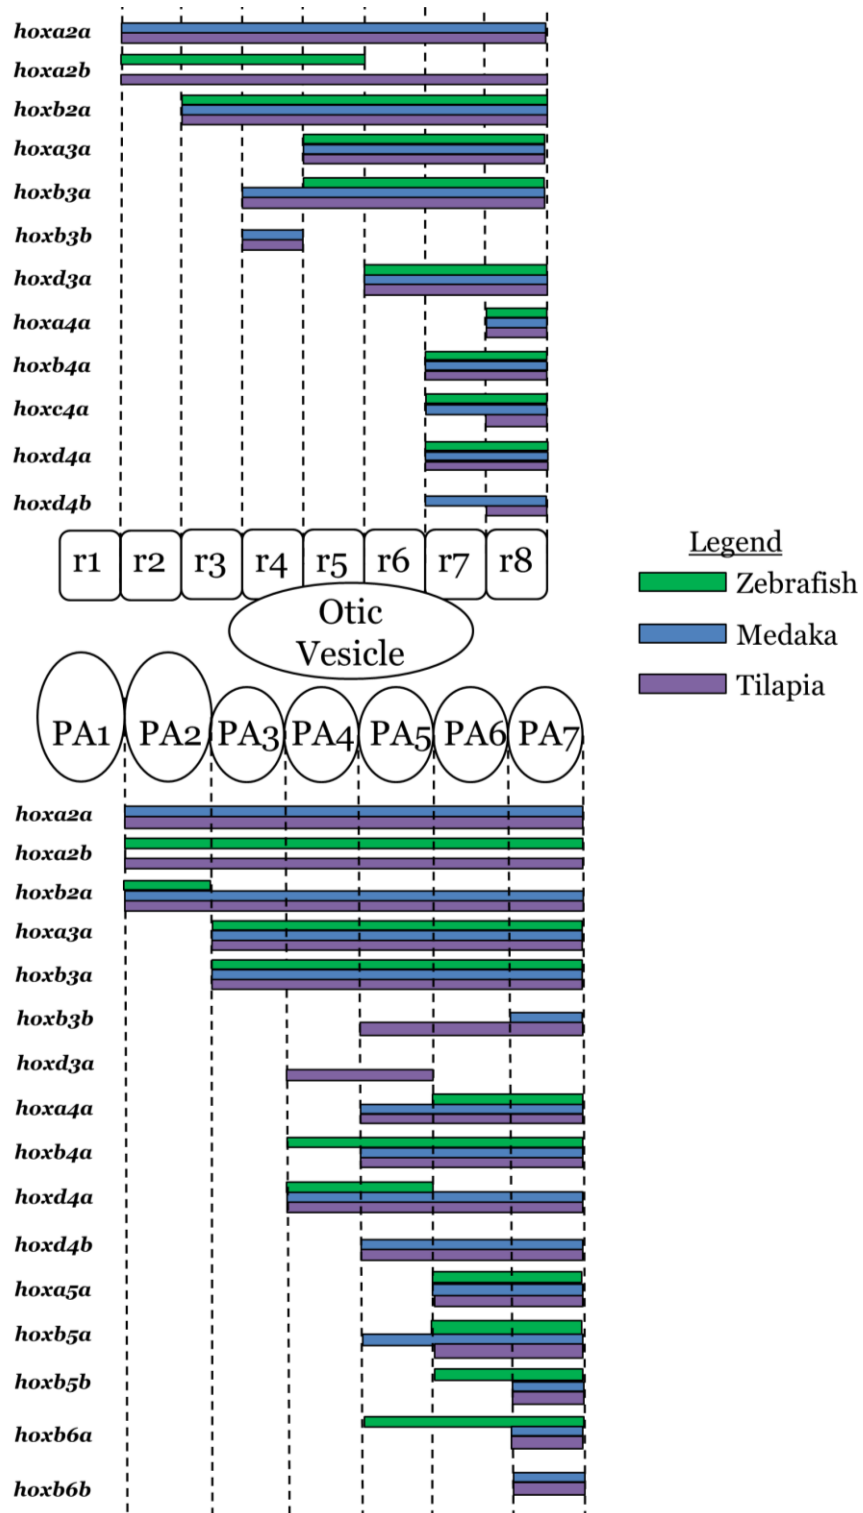 hoxa2a
hoxa2b
hoxb2a
hoxa3a
hoxb3a
hoxb3b
hoxd3a
hoxa4a
hoxb4a
hoxc4a
hoxd4a
hoxd4b
r1 r2 r3 r4 r5 r6 r7 r8
Otic
Vesicle
Legend
Zebrafish
Medaka
Tilapia
PA1 PA2 PA3 PA4 PA5 PA6 PA7
hoxa2a
hoxa2b
hoxb2a
hoxa3a
hoxb3a
hoxb3b
hoxd3a
hoxa4a
hoxb4a
hoxd4a
hoxd4b
hoxa5a
hoxb5a
hoxb5b
hoxb6a
hoxb6b